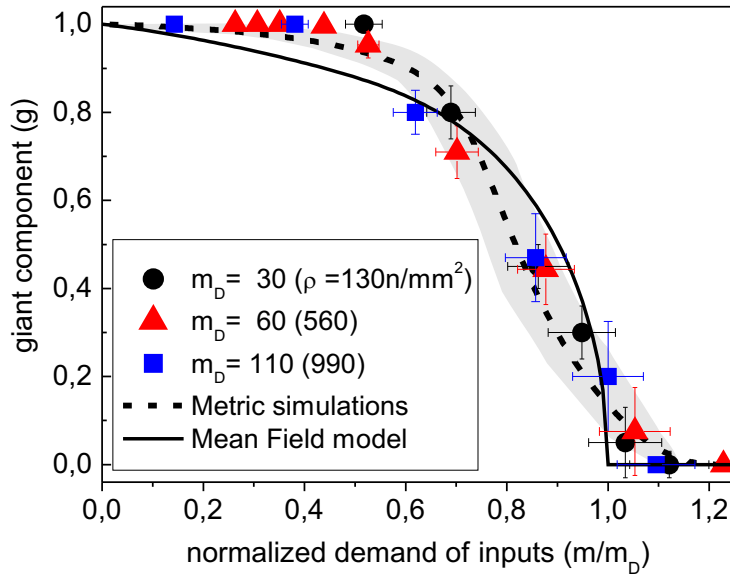 giant component (g)
1,0
0,8
0,6
0,4
0,2
0,0
m_D= 30 (ρ =130n/mm²)
m_D= 60 (560)
m_D= 110 (990)
Metric simulations
Mean Field model
0,0 0,2 0,4 0,6 0,8 1,0 1,2
normalized demand of inputs (m/m_D)